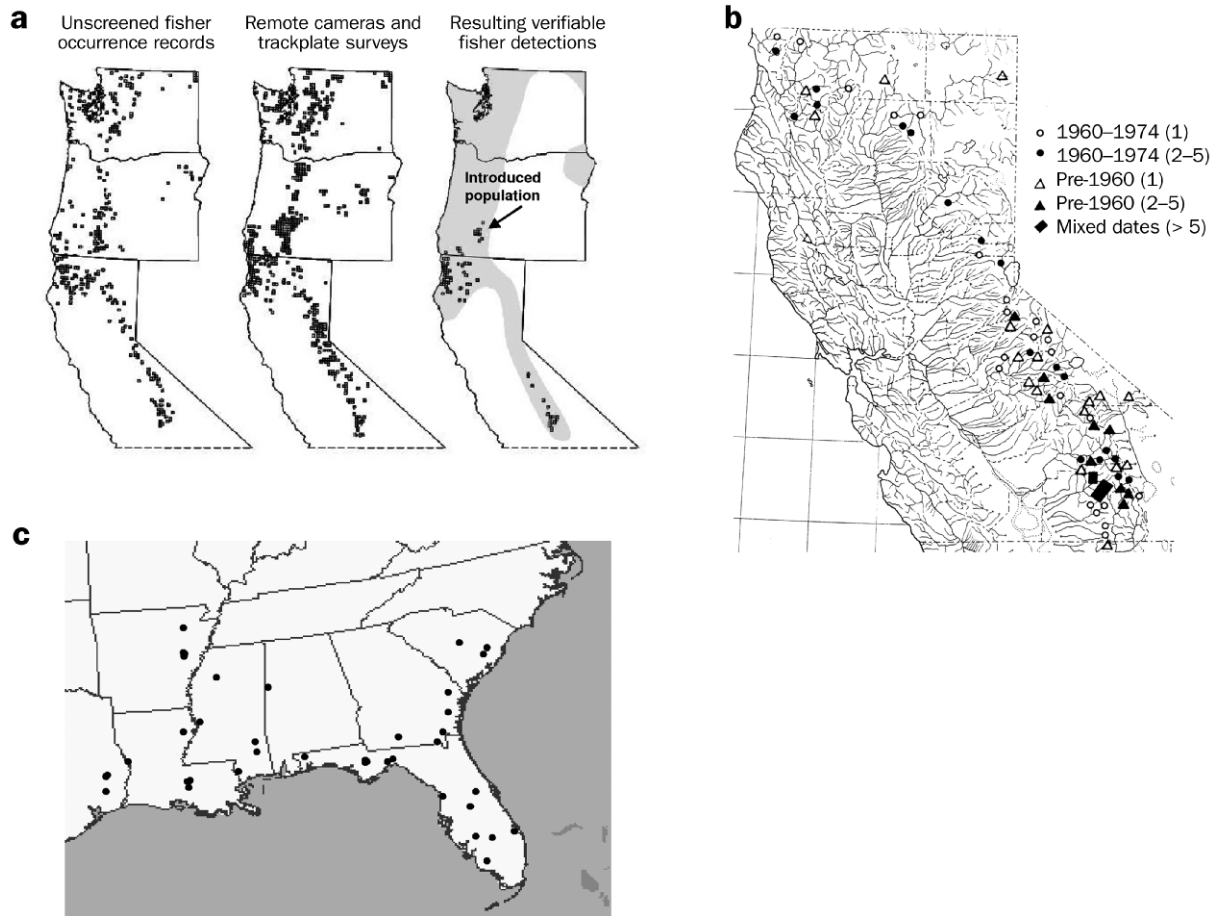 a
Unscreened fisher
occurrence records
Remote cameras and
trackplate surveys
Resulting verifiable
fisher detections
Introduced
population
b
1960–1974 (1)
1960–1974 (2–5)
Pre-1960 (1)
Pre-1960 (2–5)
Mixed dates (> 5)
c